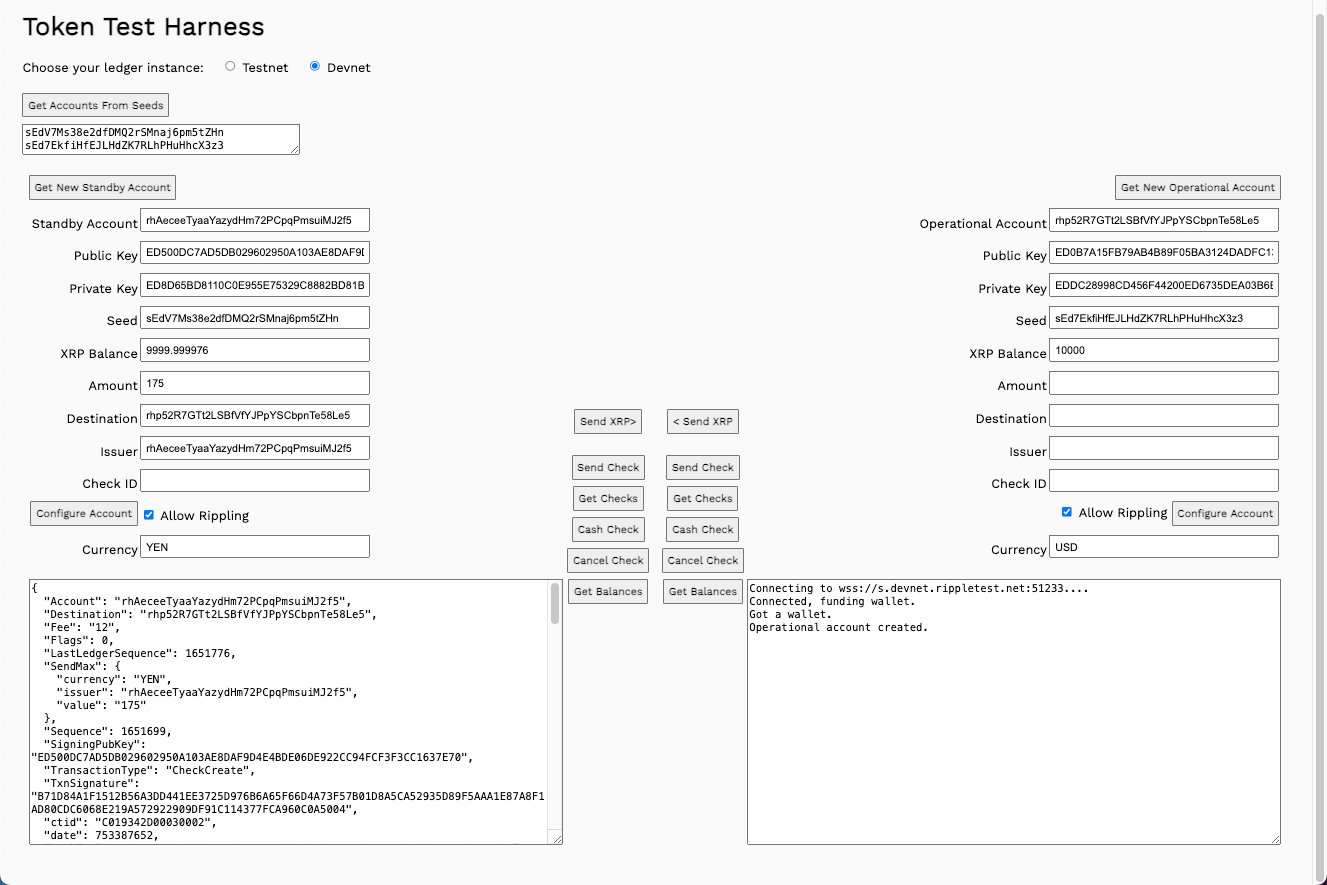 Token Test Harness
Choose your ledger instance: Testnet Devnet
Get Accounts From Seeds
sEdV7Ms38e2dfDMQ2rSMnaj6pm5tZHn
sEd7EkfiHfEJLHdZK7RLhPHuHhcX3z3
Get New Standby Account
Standby Account rhAeceeTyaaYazydHm72PCpqPmsuiMJ2f5
Public Key ED500DC7AD5DB029602950A103AE8DAF9
Private Key ED8D65BD8110C0E955E75329C8882BD81B
Seed sEdV7Ms38e2dfDMQ2rSMnaj6pm5tZHn
XRP Balance 9999.999976
Amount 175
Destination rhp52R7GTt2LSBfVfYJPpYSCbpnTe58Le5
Issuer rhAeceeTyaaYazydHm72PCpqPmsuiMJ2f5
Check ID
Configure Account Allow Rippling
Currency YEN
{
"Account": "rhAeceeTyaaYazydHm72PCpqPmsuiMJ2f5",
"Destination": "rhp52R7GTt2LSBfVfYJPpYSCbpnTe58Le5",
"Fee": "12",
"Flags": 0,
"LastLedgerSequence": 1651776,
"SendMax": {
"currency": "YEN",
"issuer": "rhAeceeTyaaYazydHm72PCpqPmsuiMJ2f5",
"value": "175"
},
"Sequence": 1651699,
"SigningPubKey":
"ED500DC7AD5DB029602950A103AE8DAF9D4E4BDE06DE922CC94FCF3F3CC1637E70",
"TransactionType": "CheckCreate",
"TxnSignature":
"B71D84A1F1512B56A3DD441EE3725D976B6A65F66D4A73F57B01D8A5CA52935D89F5AAA1E87A8F1
AD80CDC6068E219A572922909DF91C114377FCA960C0A5004",
"ctid": "C019342D00030002",
"date": 753387652,
Send XRP> < Send XRP
Send Check Send Check
Get Checks Get Checks
Cash Check Cash Check
Cancel Check Cancel Check
Get Balances Get Balances
Get New Operational Account
Operational Account rhp52R7GTt2LSBfVfYJPpYSCbpnTe58Le5
Public Key ED0B7A15FB79AB4B89F05BA3124DADFC1
Private Key EDDC28998CD456F44200ED6735DEA03B6
Seed sEd7EkfiHfEJLHdZK7RLhPHuHhcX3z3
XRP Balance 10000
Amount
Destination
Issuer
Check ID
Allow Rippling Configure Account
Currency USD
Connecting to wss://s.devnet.rippletest.net:51233....
Connected, funding wallet.
Got a wallet.
Operational account created.